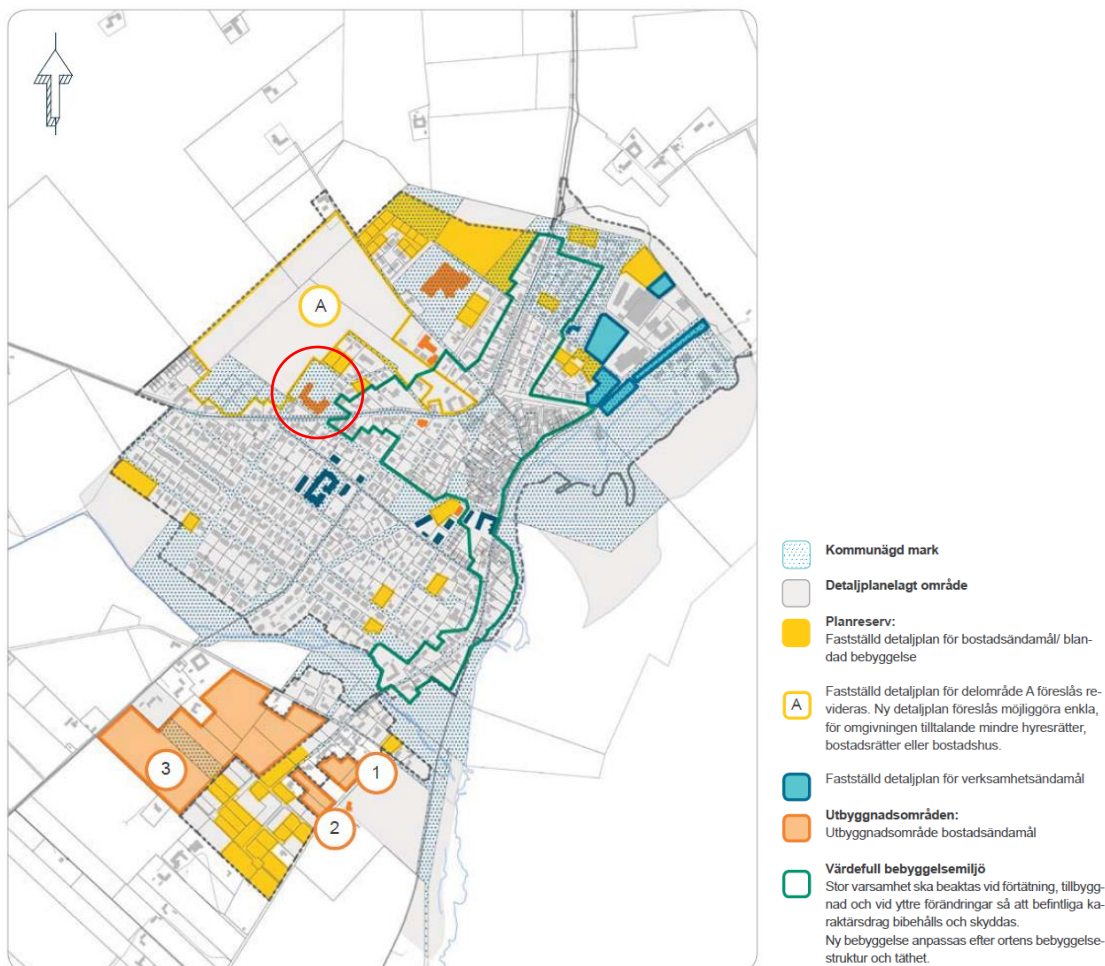 A
1
3
2
Kommunägd mark
Detaljplanelagt område
Planreserv:
Fastställd detaljplan för bostadsändamål/ blan-
dad bebyggelse
A
Fastställd detaljplan för delområde A föreslås re-
videras. Ny detaljplan föreslås möjliggöra enkla,
för omgivningen tilltalande mindre hyresrätter,
bostadsrätter eller bostadshus.
Fastställd detaljplan för verksamhetsändamål
Utbyggnadsområden:
Utbyggnadsområde bostadsändamål
Värdefull bebyggelsemiljö
Stor varsamhet ska beaktas vid förtätning, tillbygg-
nad och vid yttre förändringar så att befintliga ka-
raktärsdrag bibehålls och skyddas.
Ny bebyggelse anpassas efter ortens bebyggelse-
struktur och täthet.